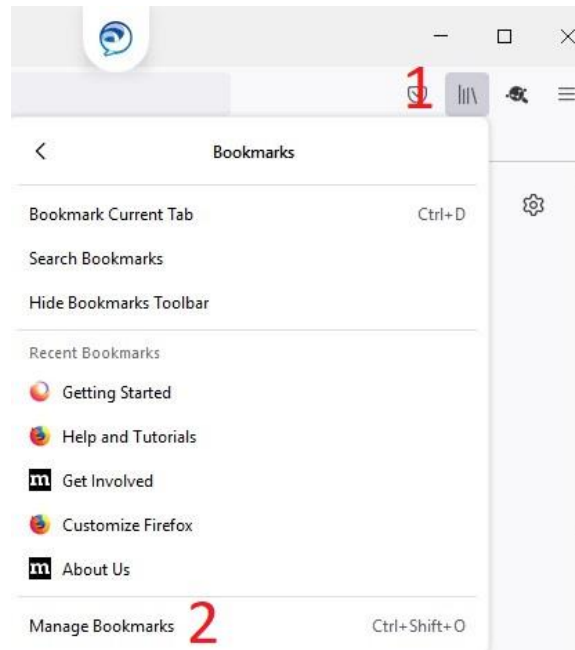 1
Bookmarks
Bookmark Current Tab Ctrl+D
Search Bookmarks
Hide Bookmarks Toolbar
Recent Bookmarks
Getting Started
Help and Tutorials
m Get Involved
Customize Firefox
m About Us
Manage Bookmarks 2 Ctrl+Shift+O